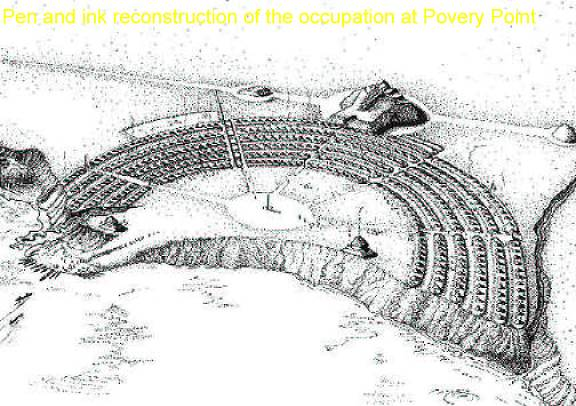 Pen and ink reconstruction of the occupation at Povery Point